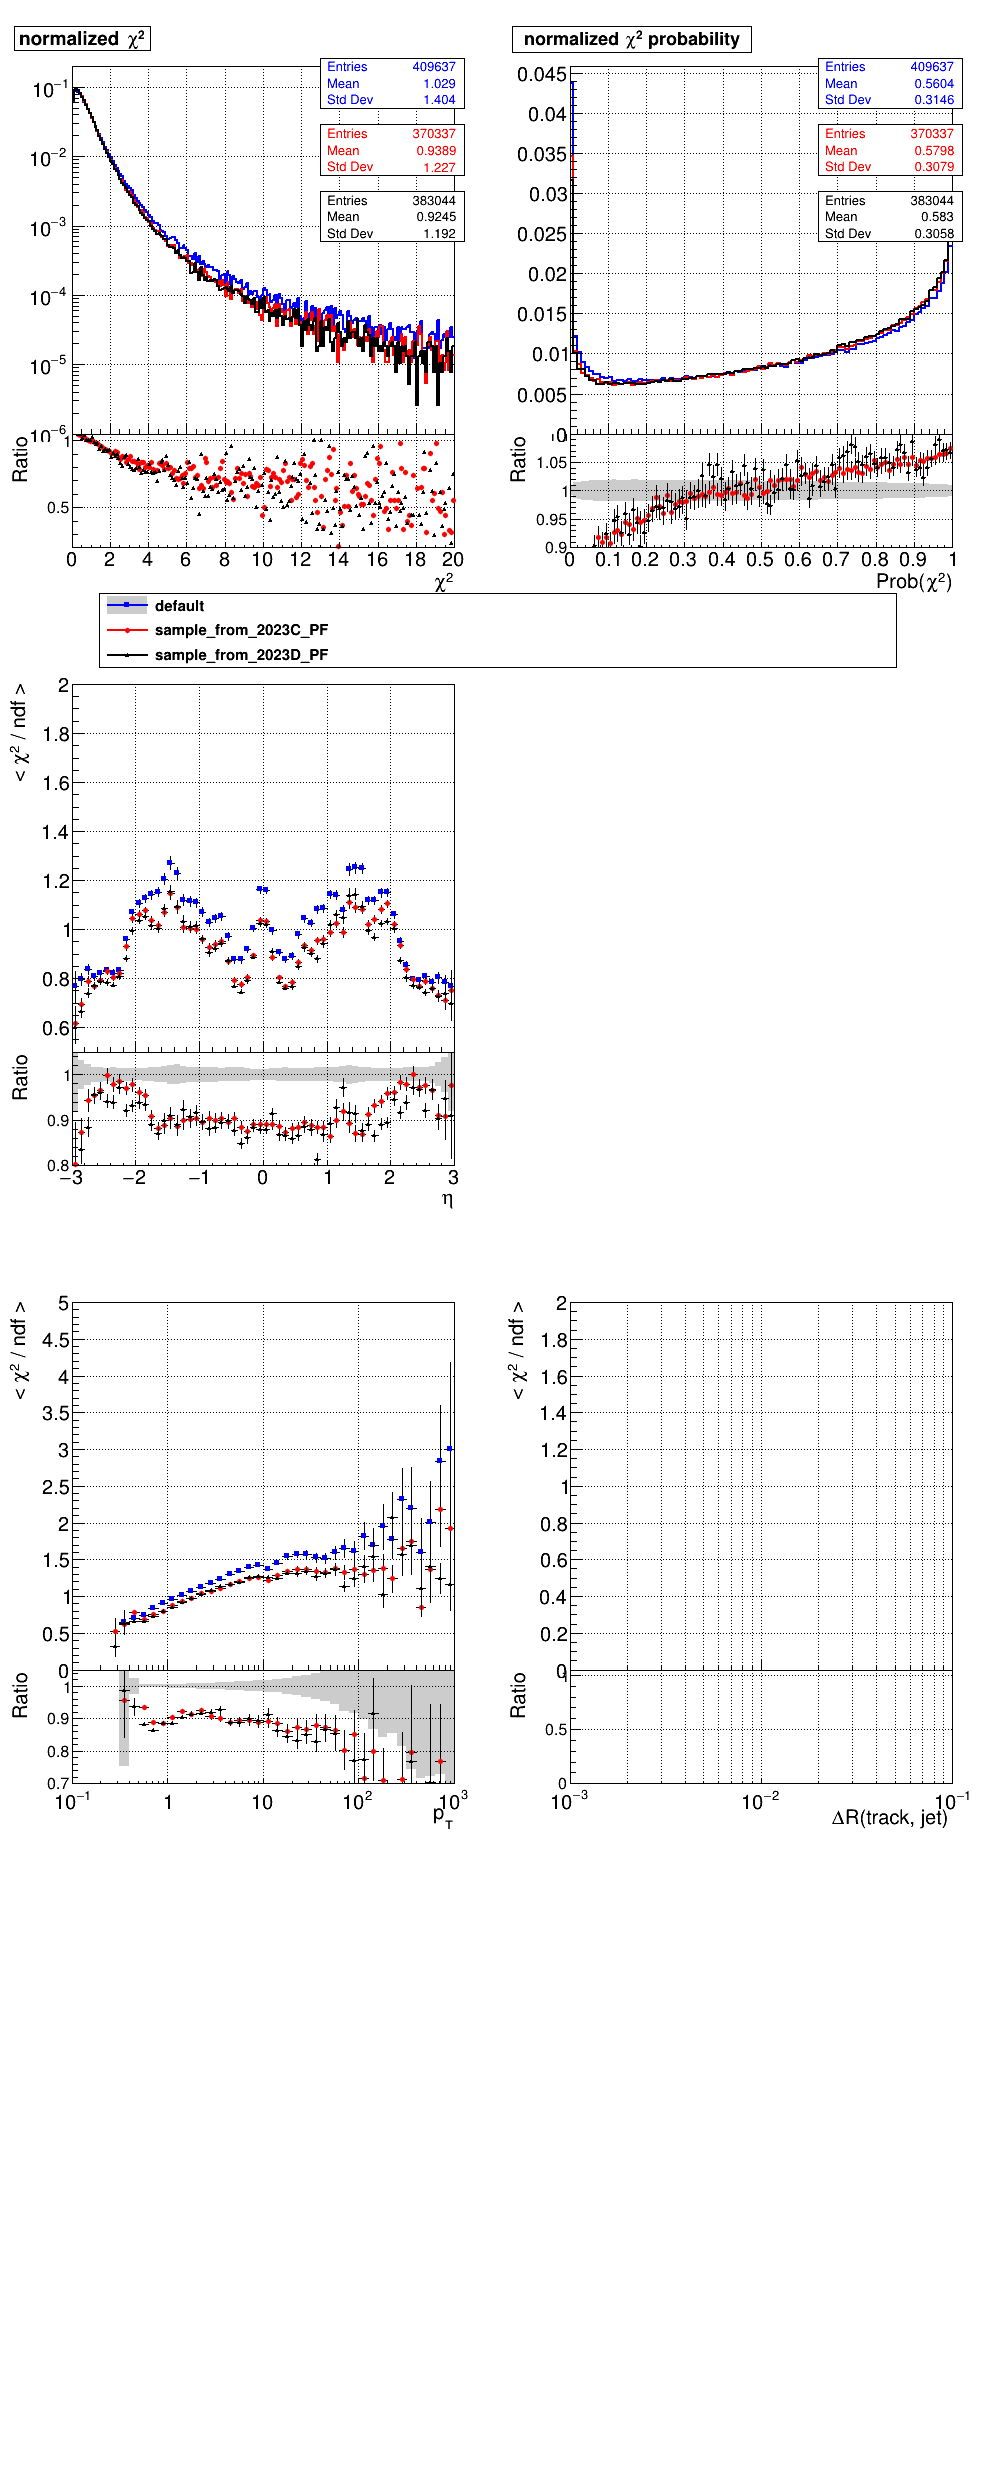 normalized χ²
normalized χ² probability
Entries 409637
Mean 1.029
Std Dev 1.404
Entries 370337
Mean 0.9389
Std Dev 1.227
Entries 383044
Mean 0.9245
Std Dev 1.192
10⁻¹
10⁻²
10⁻³
10⁻⁴
10⁻⁵
10⁻⁶
Ratio
1
0.5
0 2 4 6 8 10 12 14 16 18 20
χ²
Entries 409637
Mean 0.5604
Std Dev 0.3146
Entries 370337
Mean 0.5798
Std Dev 0.3079
Entries 383044
Mean 0.583
Std Dev 0.3058
0.045
0.04
0.035
0.03
0.025
0.02
0.015
0.01
0.005
0
Ratio
1.05
1
0.95
0.9
0 0.1 0.2 0.3 0.4 0.5 0.6 0.7 0.8 0.9 1
Prob(χ²)
default
sample_from_2023C_PF
sample_from_2023D_PF
< χ² / ndf >
2
1.8
1.6
1.4
1.2
1
0.8
0.6
Ratio
1
0.9
0.8
−3 −2 −1 0 1 2 3
η
< χ² / ndf >
5
4.5
4
3.5
3
2.5
2
1.5
1
0.5
0
Ratio
1
0.9
0.8
0.7
10⁻¹ 1 10 10² 10³
p_T
< χ² / ndf >
2
1.8
1.6
1.4
1.2
1
0.8
0.6
0.4
0.2
0
Ratio
1
0.5
0
10⁻³ 10⁻² 10⁻¹
ΔR(track, jet)